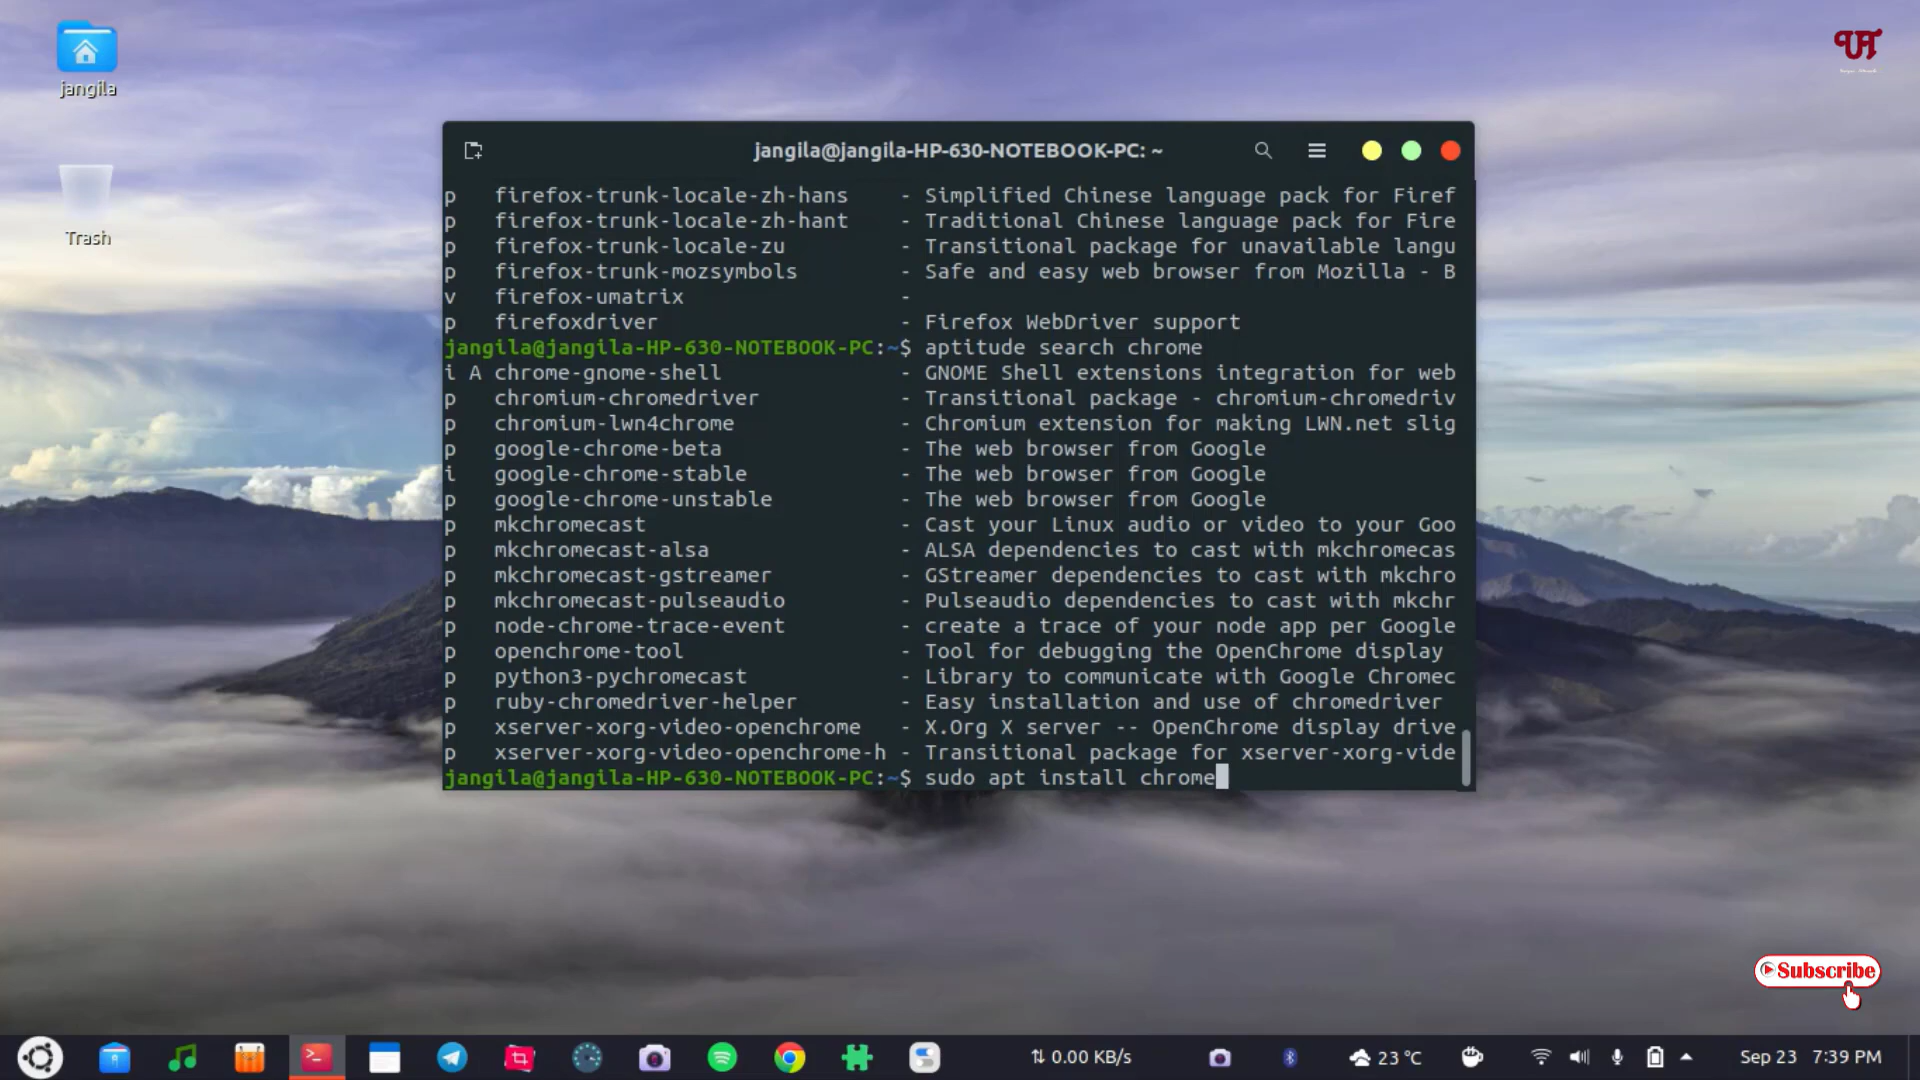 jangila
Trash
UT
jangila@jangila-HP-630-NOTEBOOK-PC: ~
p firefox-trunk-locale-zh-hans - Simplified Chinese language pack for Firef
p firefox-trunk-locale-zh-hant - Traditional Chinese language pack for Fire
p firefox-trunk-locale-zu - Transitional package for unavailable langu
p firefox-trunk-mozsymbols - Safe and easy web browser from Mozilla - B
v firefox-umatrix -
p firefoxdriver - Firefox WebDriver support
jangila@jangila-HP-630-NOTEBOOK-PC:~$ aptitude search chrome
i A chrome-gnome-shell - GNOME Shell extensions integration for web
p chromium-chromedriver - Transitional package - chromium-chromedriv
p chromium-lwn4chrome - Chromium extension for making LWN.net slig
p google-chrome-beta - The web browser from Google
i google-chrome-stable - The web browser from Google
p google-chrome-unstable - The web browser from Google
p mkchromecast - Cast your Linux audio or video to your Goo
p mkchromecast-alsa - ALSA dependencies to cast with mkchromecas
p mkchromecast-gstreamer - GStreamer dependencies to cast with mkchro
p mkchromecast-pulseaudio - Pulseaudio dependencies to cast with mkchr
p node-chrome-trace-event - create a trace of your node app per Google
p openchrome-tool - Tool for debugging the OpenChrome display
p python3-pychromecast - Library to communicate with Google Chromec
p ruby-chromedriver-helper - Easy installation and use of chromedriver
p xserver-xorg-video-openchrome - X.Org X server -- OpenChrome display drive
p xserver-xorg-video-openchrome-h - Transitional package for xserver-xorg-vide
jangila@jangila-HP-630-NOTEBOOK-PC:~$ sudo apt install chrome
Subscribe
0.00 KB/s
23 °C
Sep 23 7:39 PM